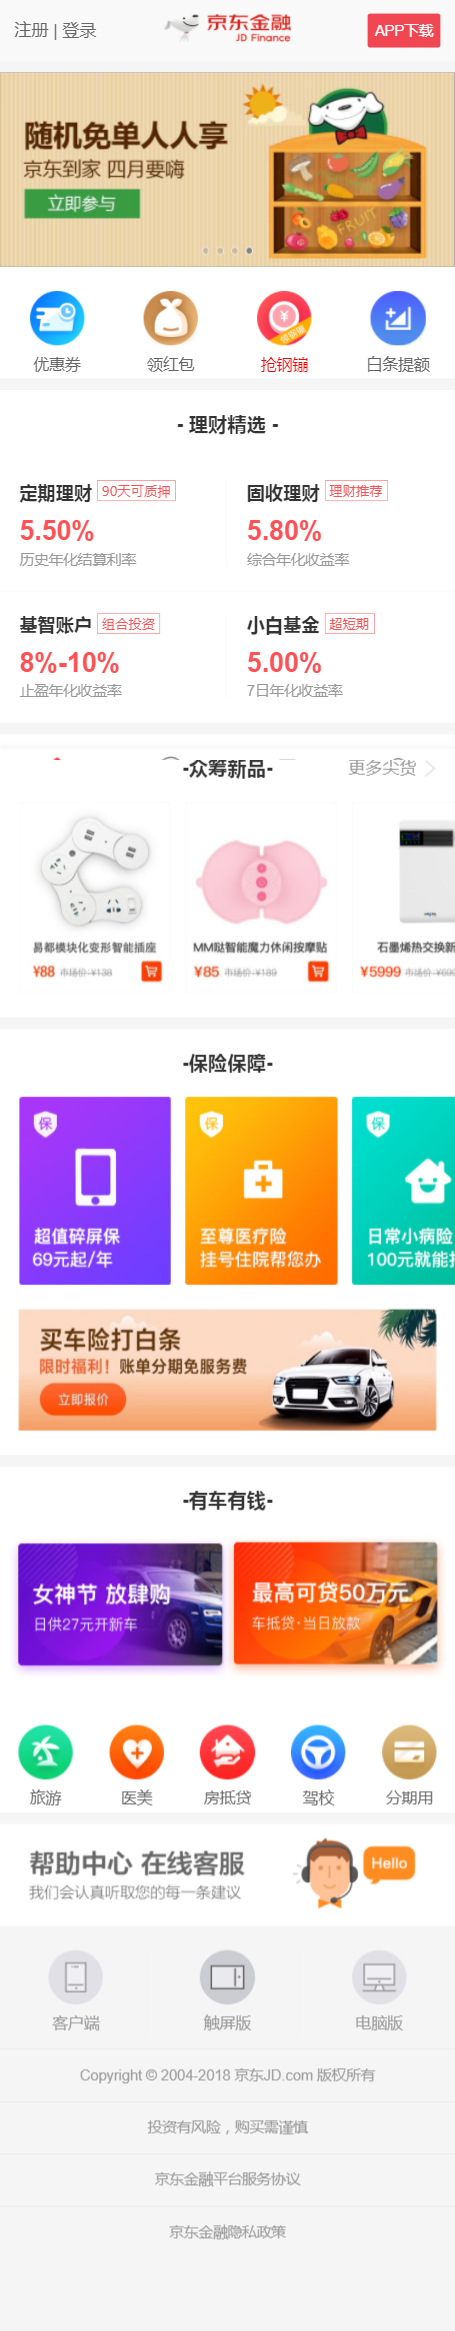 注册 | 登录
京东金融
JD Finance
APP下载
随机免单人人享
京东到家 四月要嗨
立即参与
FRUIT
优惠券
领红包
抢钢镚
白条提额
- 理财精选 -
定期理财 90天可质押
5.50%
历史年化结算利率
固收理财 理财推荐
5.80%
综合年化收益率
基智账户 组合投资
8%-10%
止盈年化收益率
小白基金 超短期
5.00%
7日年化收益率
-众筹新品-
更多尖货
易都模块化变形智能插座
¥88 市场价:¥138
MM哒智能魔力休闲按摩贴
¥85 市场价:¥189
石墨烯热交换新
¥5999 市场价:
-保险保障-
保
超值碎屏保
69元起/年
保
至尊医疗险
挂号住院帮您办
保
日常小病险
100元就能
买车险打白条
限时福利！账单分期免服务费
立即报价
-有车有钱-
女神节 放肆购
日供27元开新车
最高可贷50万元
车抵贷·当日放款
旅游
医美
房抵贷
驾校
分期用
帮助中心 在线客服
我们会认真听取您的每一条建议
Hello
客户端
触屏版
电脑版
Copyright © 2004-2018 京东JD.com 版权所有
投资有风险，购买需谨慎
京东金融平台服务协议
京东金融隐私政策